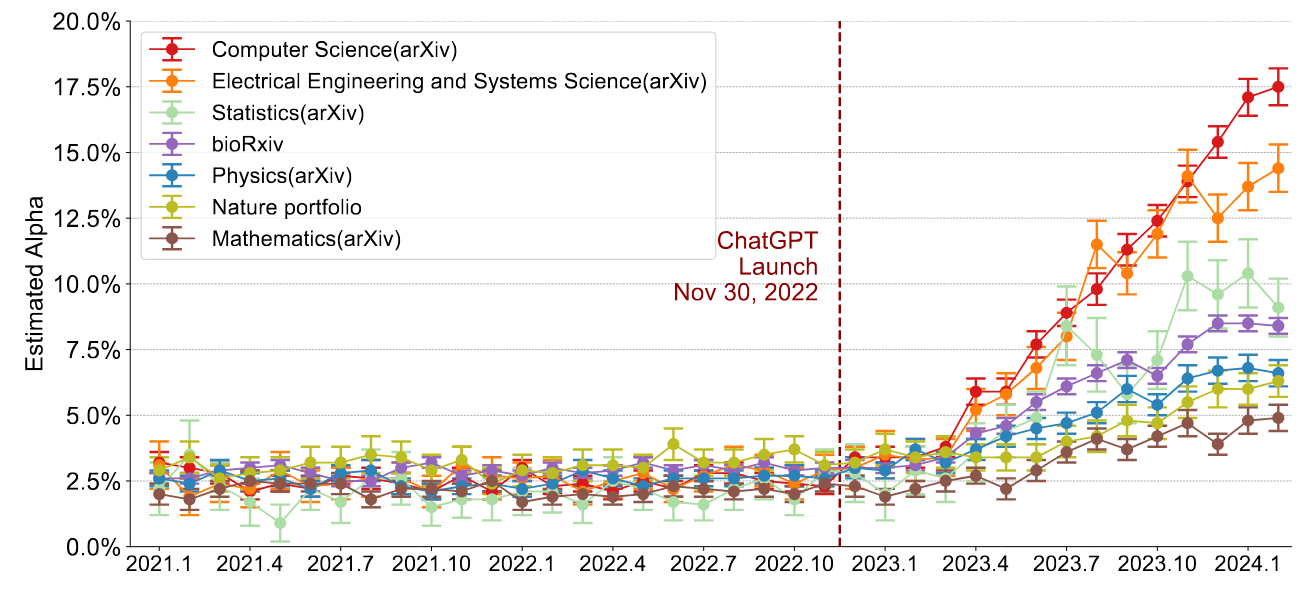 20.0%
17.5%
15.0%
12.5%
10.0%
7.5%
5.0%
2.5%
0.0%
Estimated Alpha
Computer Science(arXiv)
Electrical Engineering and Systems Science(arXiv)
Statistics(arXiv)
bioRxiv
Physics(arXiv)
Nature portfolio
Mathematics(arXiv)
ChatGPT
Launch
Nov 30, 2022
2021.1 2021.4 2021.7 2021.10 2022.1 2022.4 2022.7 2022.10 2023.1 2023.4 2023.7 2023.10 2024.1